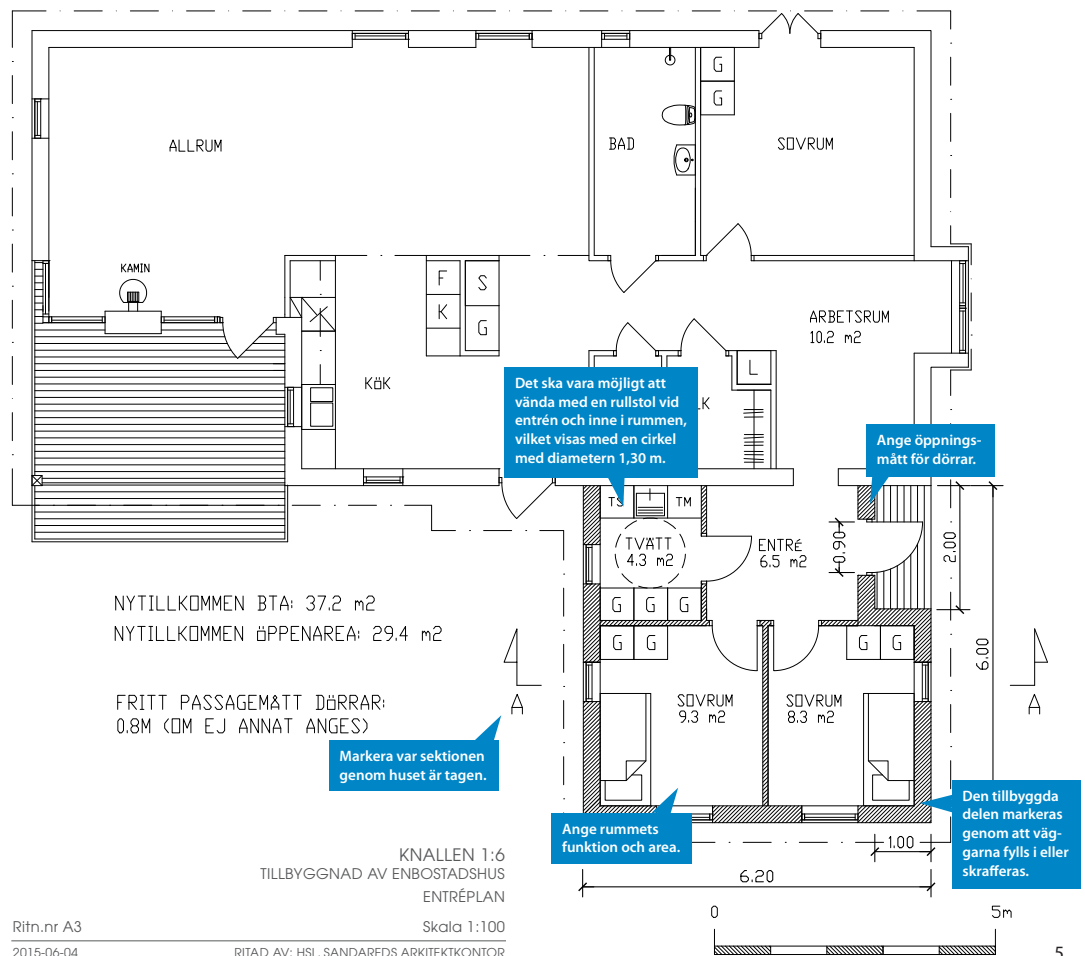 G
G
ALLRUM
BAD
SOVRUM
KAMIN
F
S
K
G
ARBETSRUM
10.2 m2
L
KÖK
LK
Det ska vara möjligt att
vända med en rullstol vid
entrén och inne i rummen,
vilket visas med en cirkel
med diametern 1,30 m.
Ange öppnings-
mått för dörrar.
TS
TM
TVÄTT
4.3 m2
ENTRÉ
6.5 m2
0.90
2.00
6.00
G G G
NYTILLKOMMEN BTA: 37.2 m2
NYTILLKOMMEN ÖPPENAREA: 29.4 m2
G G
G G
FRITT PASSAGEMÅTT DÖRRAR:
0.8M (OM EJ ANNAT ANGES)
A
SOVRUM
9.3 m2
SOVRUM
8.3 m2
A
Markera var sektionen
genom huset är tagen.
Ange rummets
funktion och area.
Den tillbyggda
delen markeras
genom att väg-
garna fylls i eller
skrafferas.
1.00
6.20
KNALLEN 1:6
TILLBYGGNAD AV ENBOSTADSHUS
ENTRÉPLAN
Ritn.nr A3
Skala 1:100
2015-06-04
RITAD AV: HSL, SANDAREDS ARKITEKTKONTOR
0
5m
5